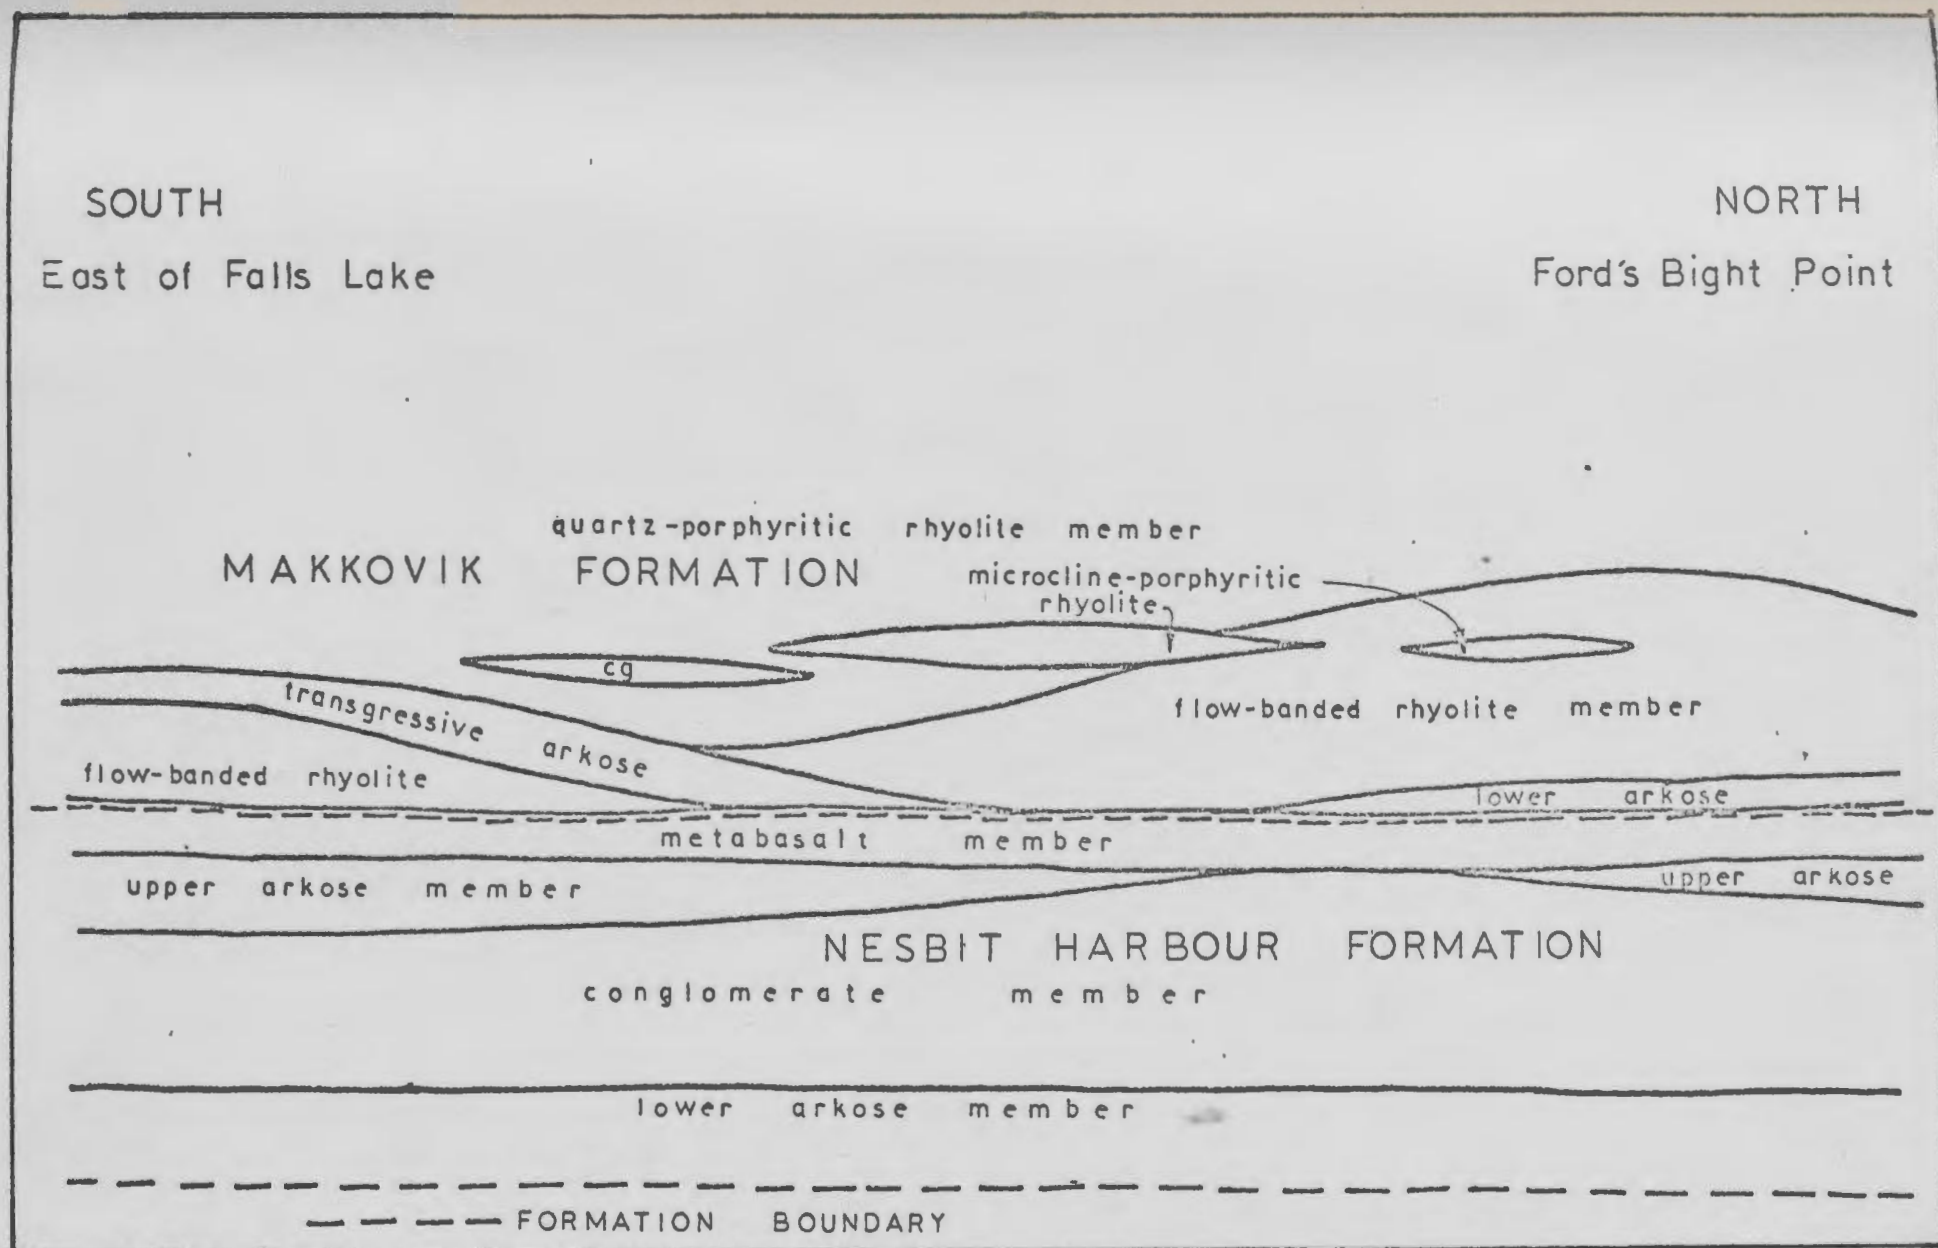 SOUTH
NORTH
East of Falls Lake
Ford's Bight Point
quartz-porphyritic rhyolite member
MAKKOVIK FORMATION
microcline-porphyritic
rhyolite
cg
transgressive arkose
flow-banded rhyolite member
flow-banded rhyolite
lower arkose
metabasalt member
upper arkose member
upper arkose
NESBIT HARBOUR FORMATION
conglomerate member
lower arkose member
FORMATION BOUNDARY